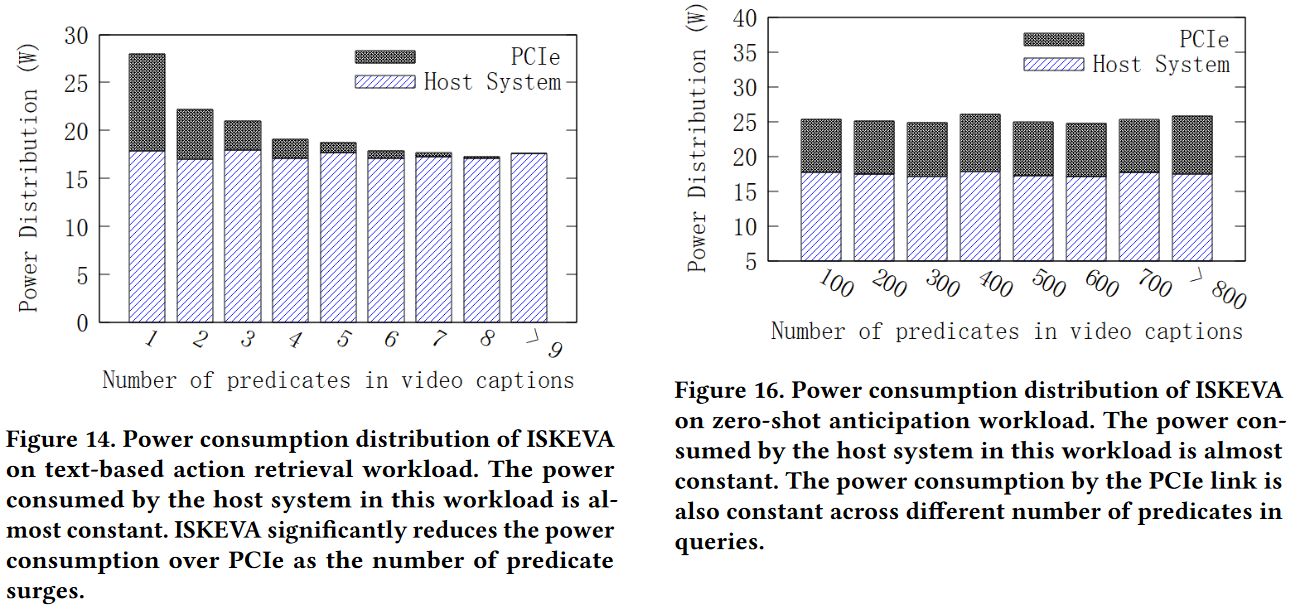 30
25
20
15
10
5
0
Power Distribution (W)
PCIe
Host System
1 2 3 4 5 6 7 8 > 9
Number of predicates in video captions
Figure 14. Power consumption distribution of ISKEVA
on text-based action retrieval workload. The power
consumed by the host system in this workload is al-
most constant. ISKEVA significantly reduces the power
consumption over PCIe as the number of predicate
surges.
40
35
30
25
20
15
10
5
Power Distribution (W)
PCIe
Host System
100 200 300 400 500 600 700 > 800
Number of predicates in video captions
Figure 16. Power consumption distribution of ISKEVA
on zero-shot anticipation workload. The power con-
sumed by the host system in this workload is almost
constant. The power consumption by the PCIe link is
also constant across different number of predicates in
queries.